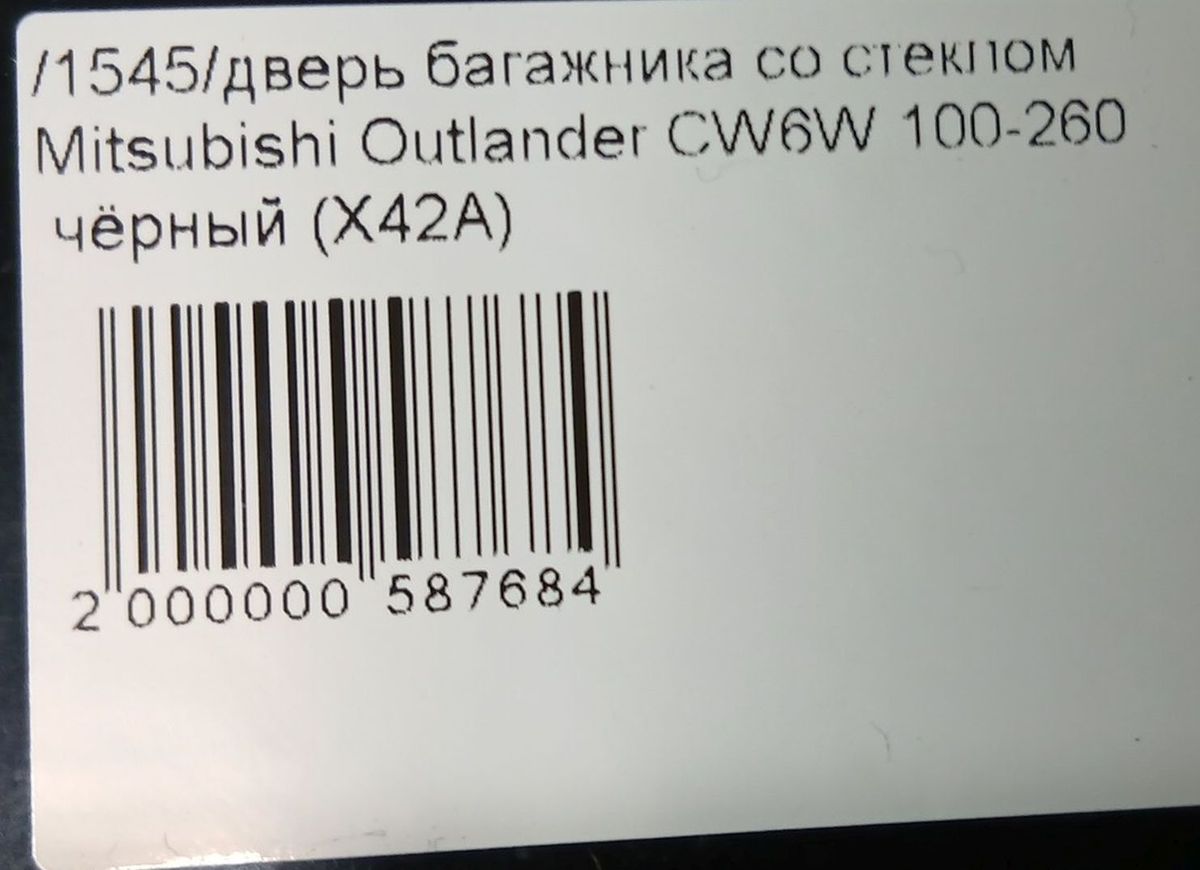 /1545/дверь багажника со стеклом
Mitsubishi Outlander CW6W 100-260
чёрный (X42A)
2 000000 587684